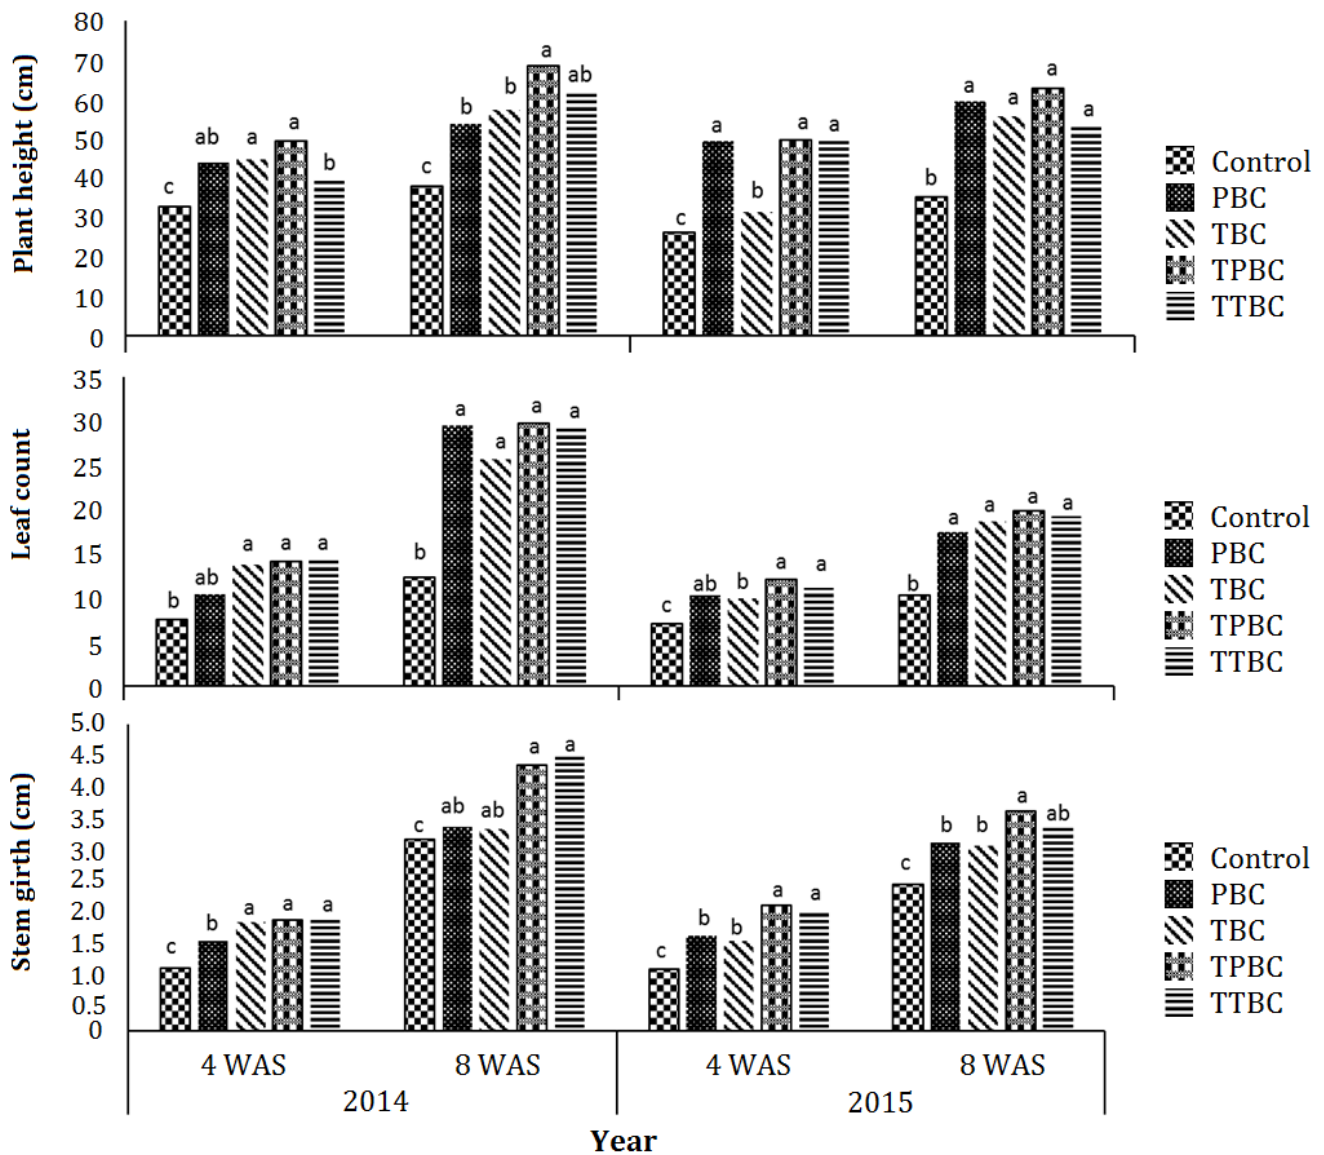 Plant height (cm)
80
70
60
50
40
30
20
10
0
c
ab
a
a
b
c
b
b
a
ab
c
a
b
a
a
b
a
a
a
a
Control
PBC
TBC
TPBC
TTBC
Leaf count
35
30
25
20
15
10
5
0
b
ab
a
a
a
b
a
a
a
a
c
ab
b
a
a
b
a
a
a
a
Control
PBC
TBC
TPBC
TTBC
Stem girth (cm)
5.0
4.5
4.0
3.5
3.0
2.5
2.0
1.5
1.0
0.5
0
c
b
a
a
a
c
ab
ab
a
a
c
b
b
a
a
c
b
b
a
ab
Control
PBC
TBC
TPBC
TTBC
4 WAS 8 WAS 4 WAS 8 WAS
2014 2015
Year